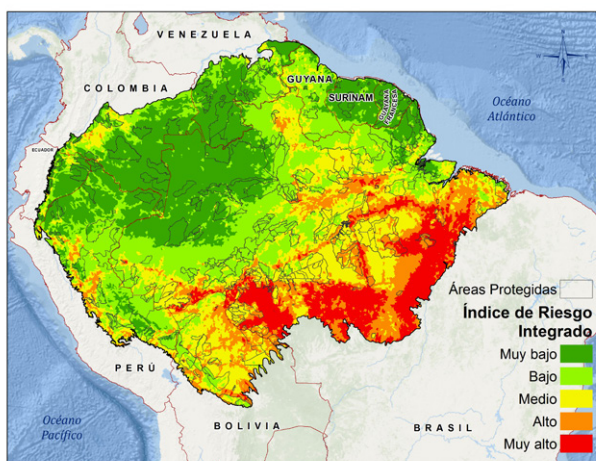 VENEZUELA
COLOMBIA
GUYANA
SURINAM
GUAYANA
FRANCESA
Océano
Atlántico
ECUADOR
PERÚ
Océano
Pacífico
BOLIVIA
BRASIL
Áreas Protegidas
Índice de Riesgo
Integrado
Muy bajo
Bajo
Medio
Alto
Muy alto